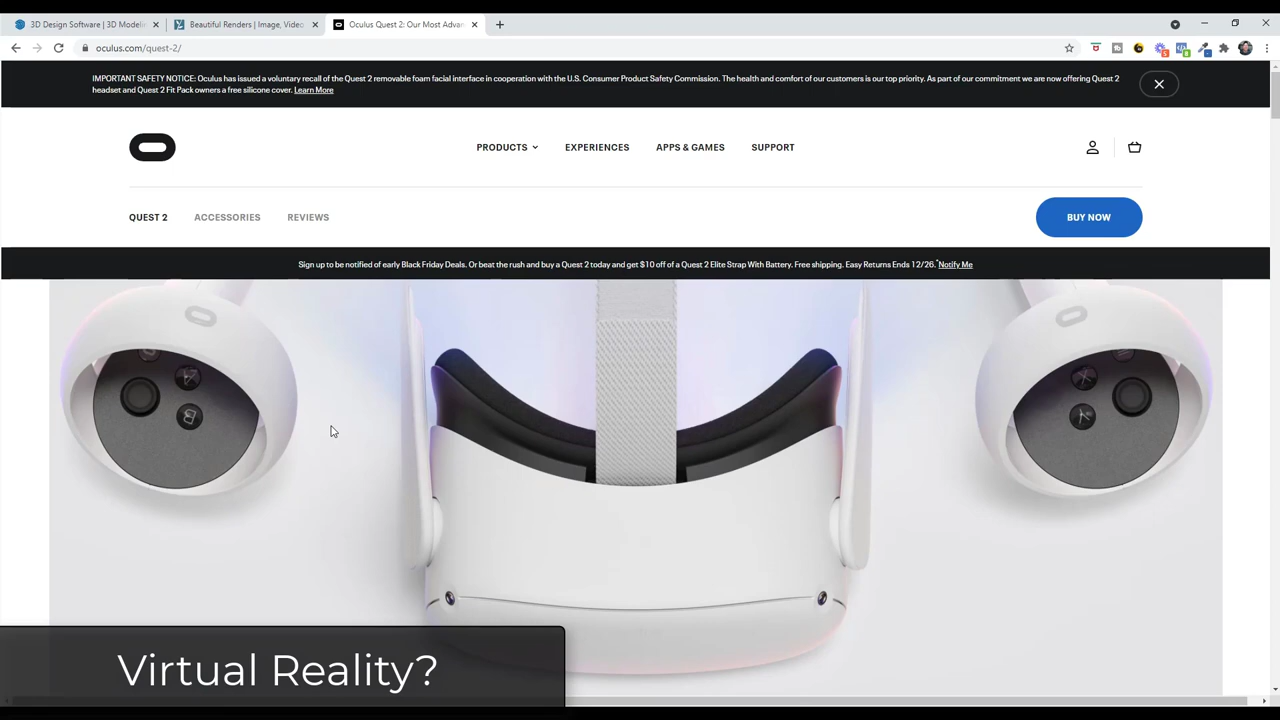 3D Design Software | 3D Modelin
Beautiful Renders | Image, Video
Oculus Quest 2: Our Most Advan
oculus.com/quest-2/
IMPORTANT SAFETY NOTICE: Oculus has issued a voluntary recall of the Quest 2 removable foam facial interface in cooperation with the U.S. Consumer Product Safety Commission. The health and comfort of our customers is our top priority. As part of our commitment we are now offering Quest 2
headset and Quest 2 Fit Pack owners a free silicone cover. Learn More
PRODUCTS
EXPERIENCES
APPS & GAMES
SUPPORT
QUEST 2
ACCESSORIES
REVIEWS
BUY NOW
Sign up to be notified of early Black Friday Deals. Or beat the rush and buy a Quest 2 today and get $10 off of a Quest 2 Elite Strap With Battery. Free shipping. Easy Returns Ends 12/26.* Notify Me
B
X
Virtual Reality?